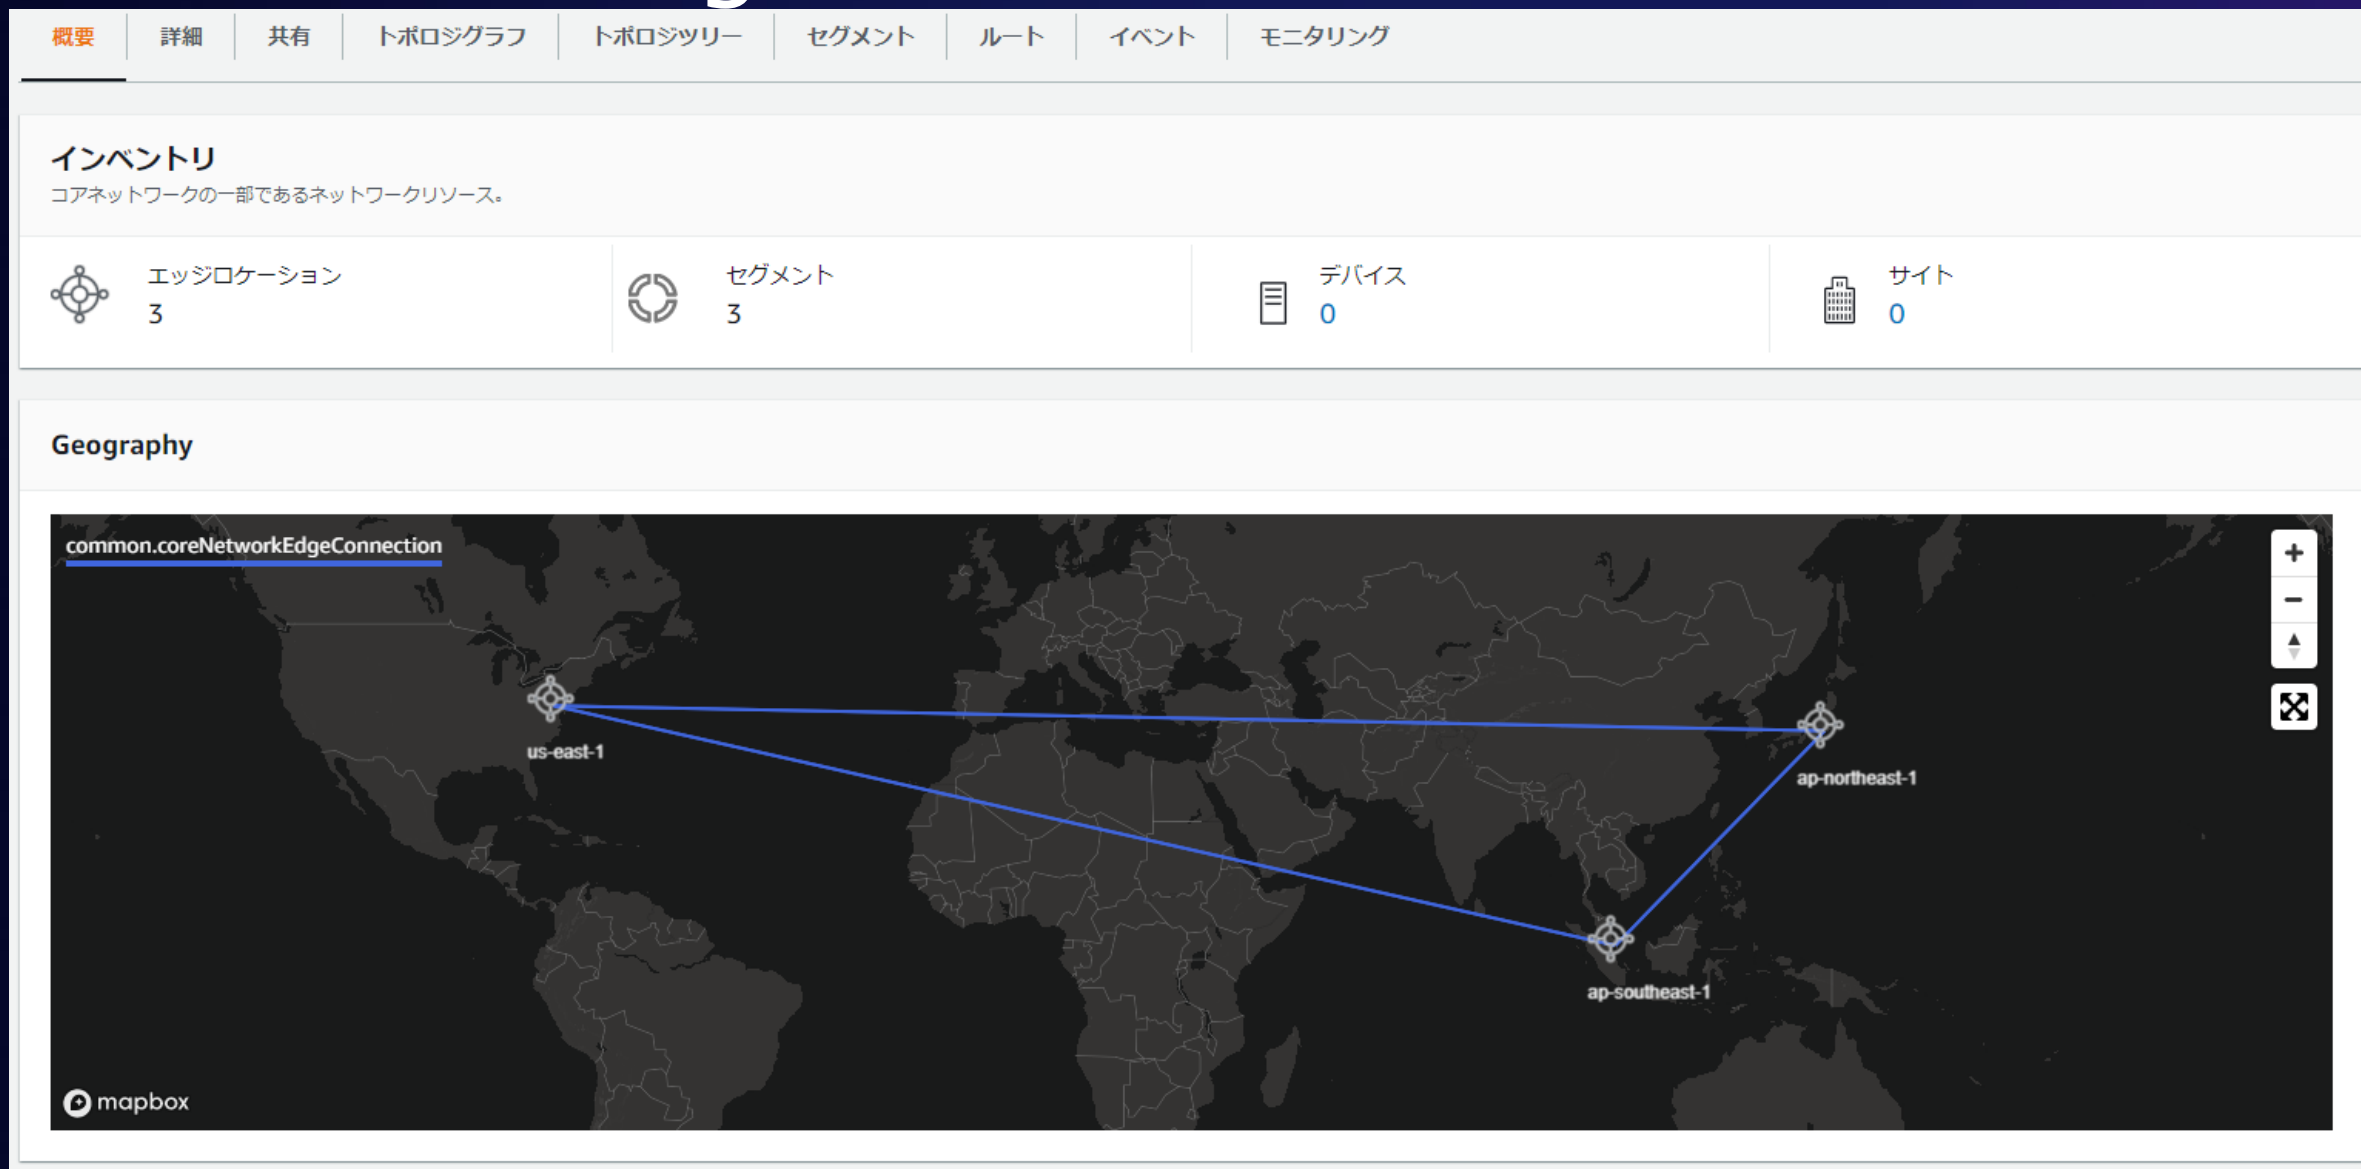 概要 詳細 共有 トポロジグラフ トポロジツリー セグメント ルート イベント モニタリング
インベントリ
コアネットワークの一部であるネットワークリソース。
エッジロケーション
3
セグメント
3
デバイス
0
サイト
0
Geography
common.coreNetworkEdgeConnection
us-east-1
ap-northeast-1
ap-southeast-1
mapbox